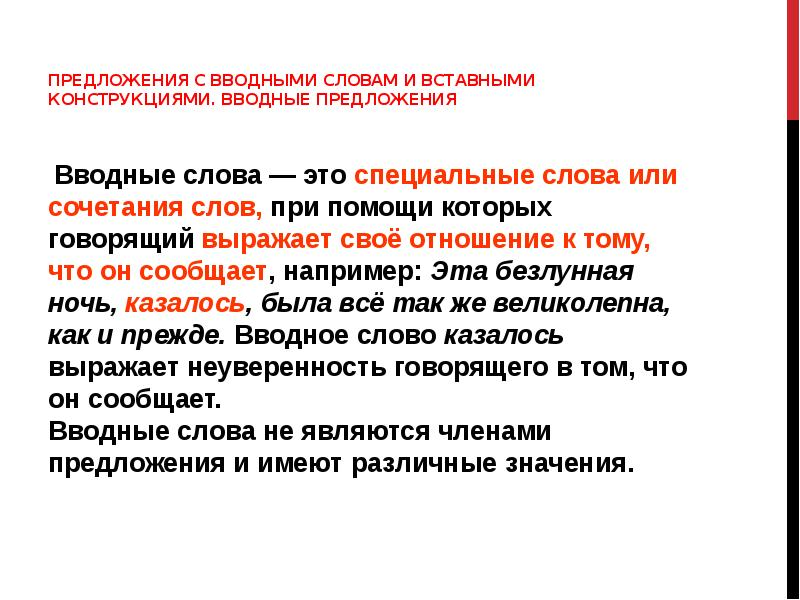 ПРЕДЛОЖЕНИЯ С ВВОДНЫМИ СЛОВАМ И ВСТАВНЫМИ
КОНСТРУКЦИЯМИ. ВВОДНЫЕ ПРЕДЛОЖЕНИЯ
Вводные слова — это специальные слова или
сочетания слов, при помощи которых
говорящий выражает своё отношение к тому,
что он сообщает, например: Эта безлунная
ночь, казалось, была всё так же великолепна,
как и прежде. Вводное слово казалось
выражает неуверенность говорящего в том, что
он сообщает.
Вводные слова не являются членами
предложения и имеют различные значения.